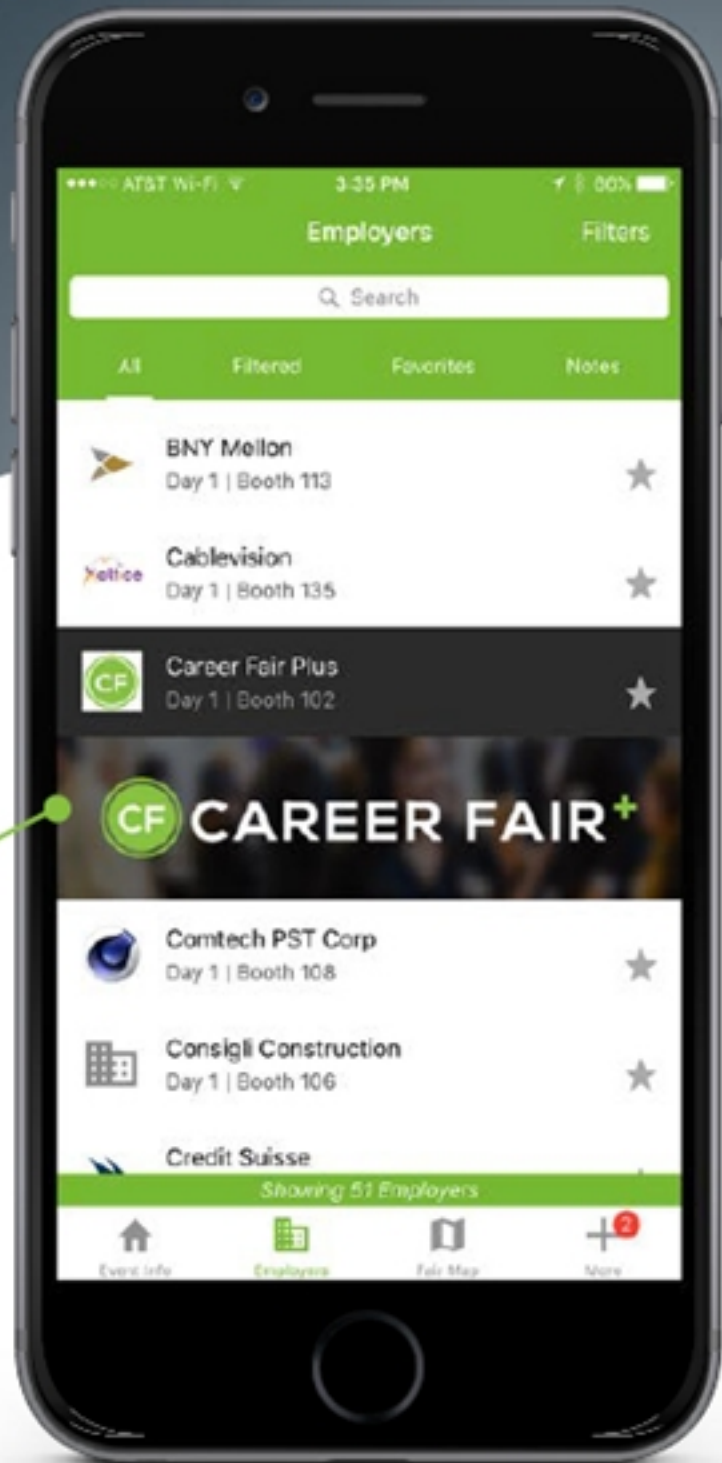 AT&T Wi-Fi 3:35 PM
Employers Filters
Search
All Filtered Favorites Notes
BNY Mellon
Day 1 | Booth 113
altice
Cablevision
Day 1 | Booth 135
CF
Career Fair Plus
Day 1 | Booth 102
CF CAREER FAIR+
Comtech PST Corp
Day 1 | Booth 108
Consigli Construction
Day 1 | Booth 106
Credit Suisse
Showing 51 Employers
2
Event Info Employers Fair Map More